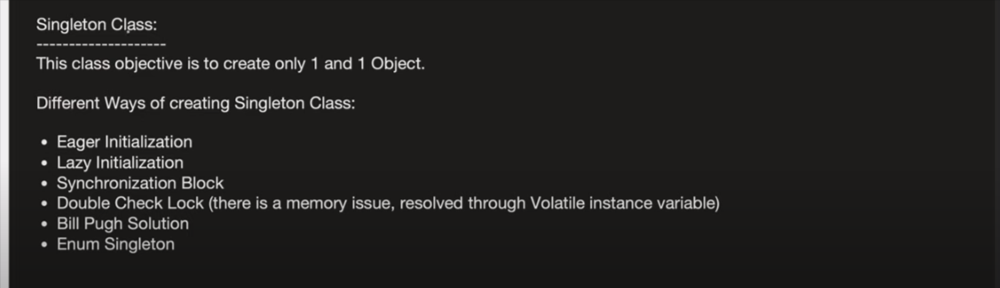 Singleton Class:
--------------------
This class objective is to create only 1 and 1 Object.
Different Ways of creating Singleton Class:
• Eager Initialization
• Lazy Initialization
• Synchronization Block
• Double Check Lock (there is a memory issue, resolved through Volatile instance variable)
• Bill Pugh Solution
• Enum Singleton